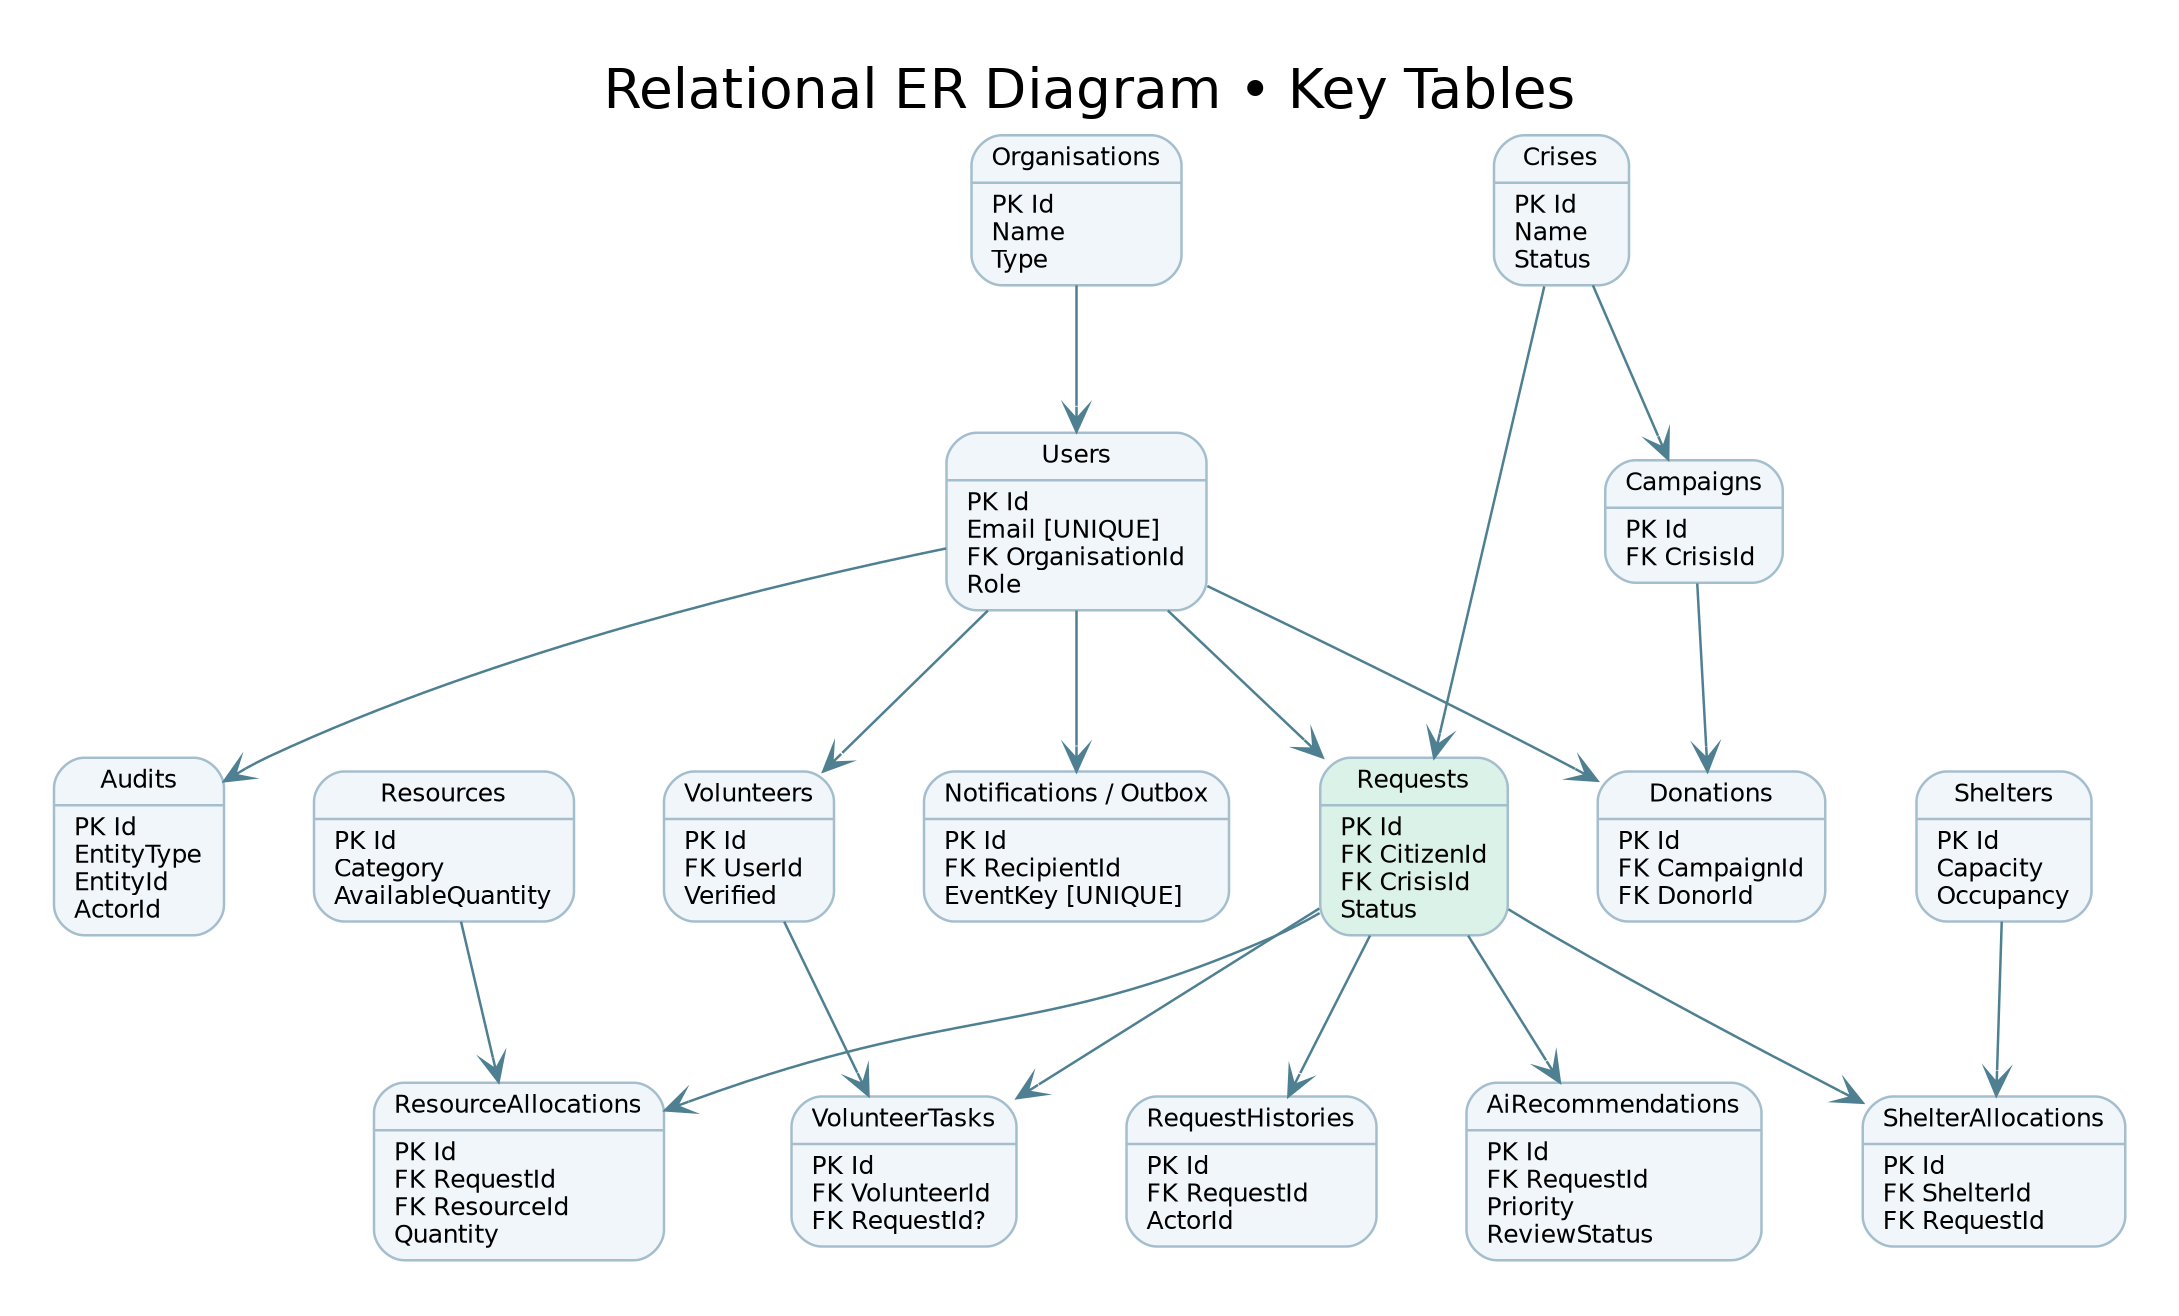 Relational ER Diagram • Key Tables
Organisations
PK Id
Name
Type
Crises
PK Id
Name
Status
Users
PK Id
Email [UNIQUE]
FK OrganisationId
Role
Campaigns
PK Id
FK CrisisId
Audits
PK Id
EntityType
EntityId
ActorId
Resources
PK Id
Category
AvailableQuantity
Volunteers
PK Id
FK UserId
Verified
Notifications / Outbox
PK Id
FK RecipientId
EventKey [UNIQUE]
Requests
PK Id
FK CitizenId
FK CrisisId
Status
Donations
PK Id
FK CampaignId
FK DonorId
Shelters
PK Id
Capacity
Occupancy
ResourceAllocations
PK Id
FK RequestId
FK ResourceId
Quantity
VolunteerTasks
PK Id
FK VolunteerId
FK RequestId?
RequestHistories
PK Id
FK RequestId
ActorId
AiRecommendations
PK Id
FK RequestId
Priority
ReviewStatus
ShelterAllocations
PK Id
FK ShelterId
FK RequestId